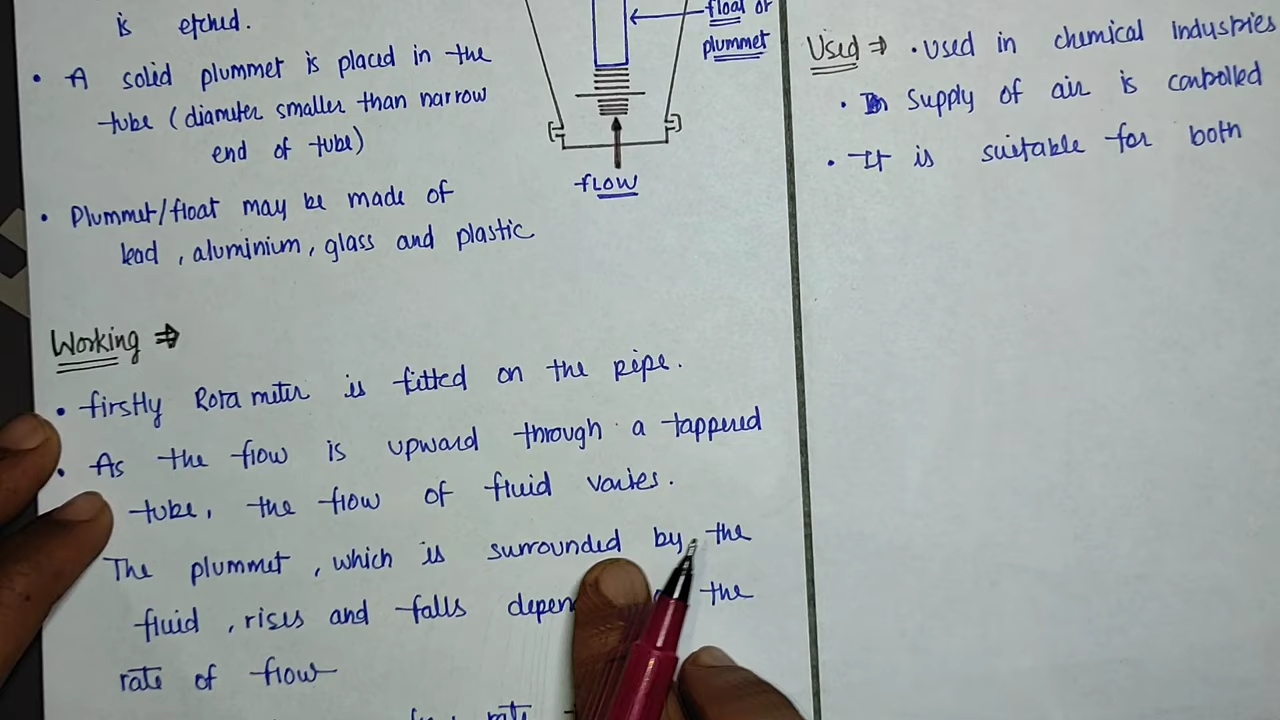 is etched.
• A solid plummet is placed in the
tube (diameter smaller than narrow
end of tube)
• Plummet/float may be made of
lead, aluminium, glass and plastic
float or
plummet
FLOW
Working ⇒
• firstly Rotameter is fitted on the pipe.
• As the flow is upward through a tappered
tube, the flow of fluid varies.
The plummet, which is surrounded by the
fluid, rises and falls depen the
rate of flow
rate
Used ⇒ • Used in chemical industries
• In supply of air is controlled
• It is suitable for both